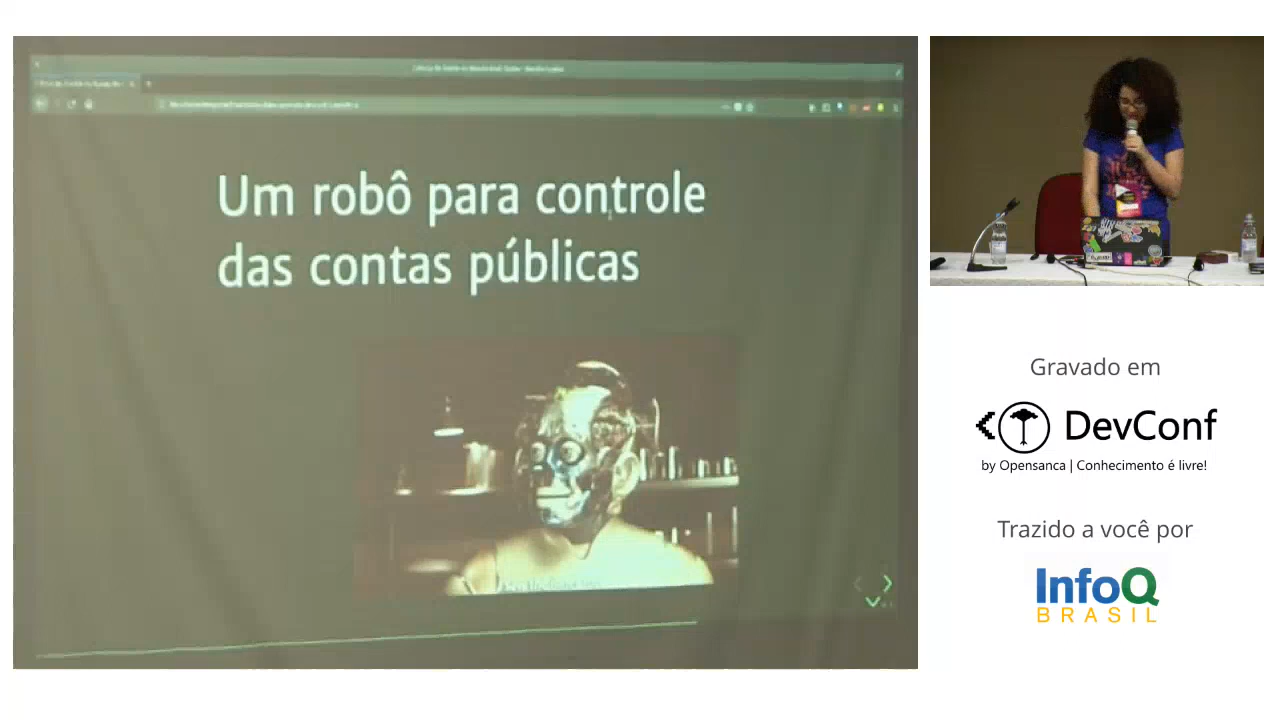 Um robô para controle
das contas públicas
Gravado em
DevConf
by Opensanca | Conhecimento é livre!
Trazido a você por
InfoQ
BRASIL